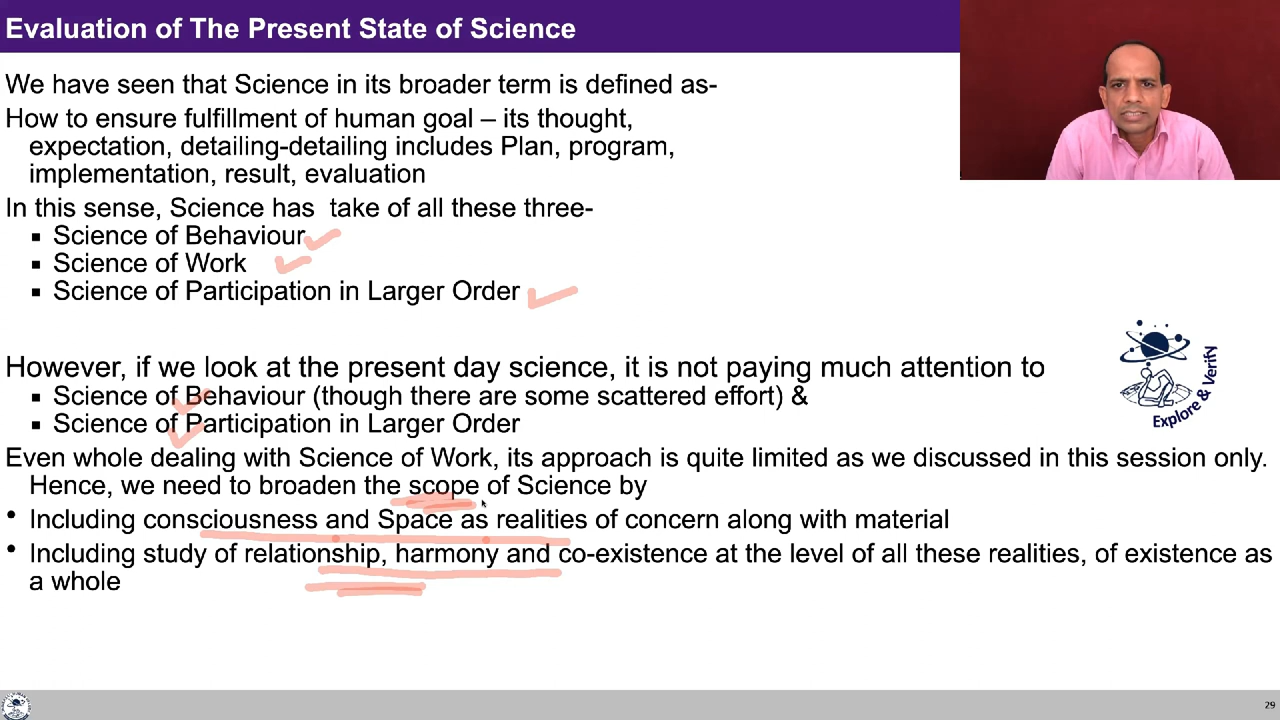 Evaluation of The Present State of Science
We have seen that Science in its broader term is defined as-
How to ensure fulfillment of human goal – its thought,
expectation, detailing-detailing includes Plan, program,
implementation, result, evaluation
In this sense, Science has  take of all these three-
▪ Science of Behaviour
▪ Science of Work
▪ Science of Participation in Larger Order
However, if we look at the present day science, it is not paying much attention to
▪ Science of Behaviour (though there are some scattered effort) &
▪ Science of Participation in Larger Order
Even whole dealing with Science of Work, its approach is quite limited as we discussed in this session only.
Hence, we need to broaden the scope of Science by
• Including consciousness and Space as realities of concern along with material
• Including study of relationship, harmony and co-existence at the level of all these realities, of existence as
a whole
Explore & Verify
29